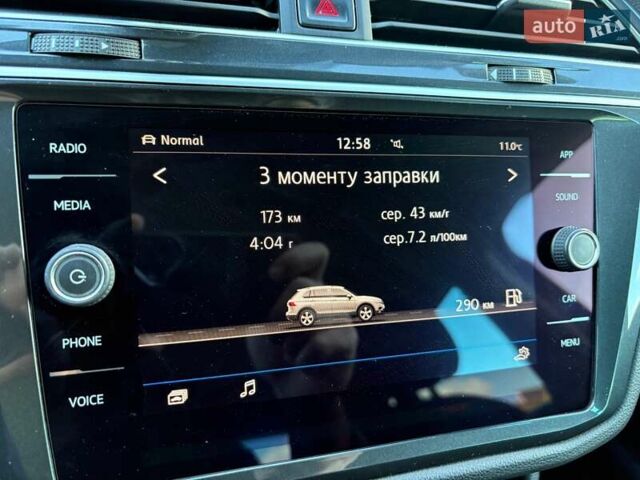 auto RIA
.com
RADIO
MEDIA
PHONE
VOICE
APP
SOUND
CAR
MENU
Normal
12:58
11.0°C
< З моменту заправки >
173 км
сер. 43 км/г
4:04 г
сер.7.2 л/100км
290 км